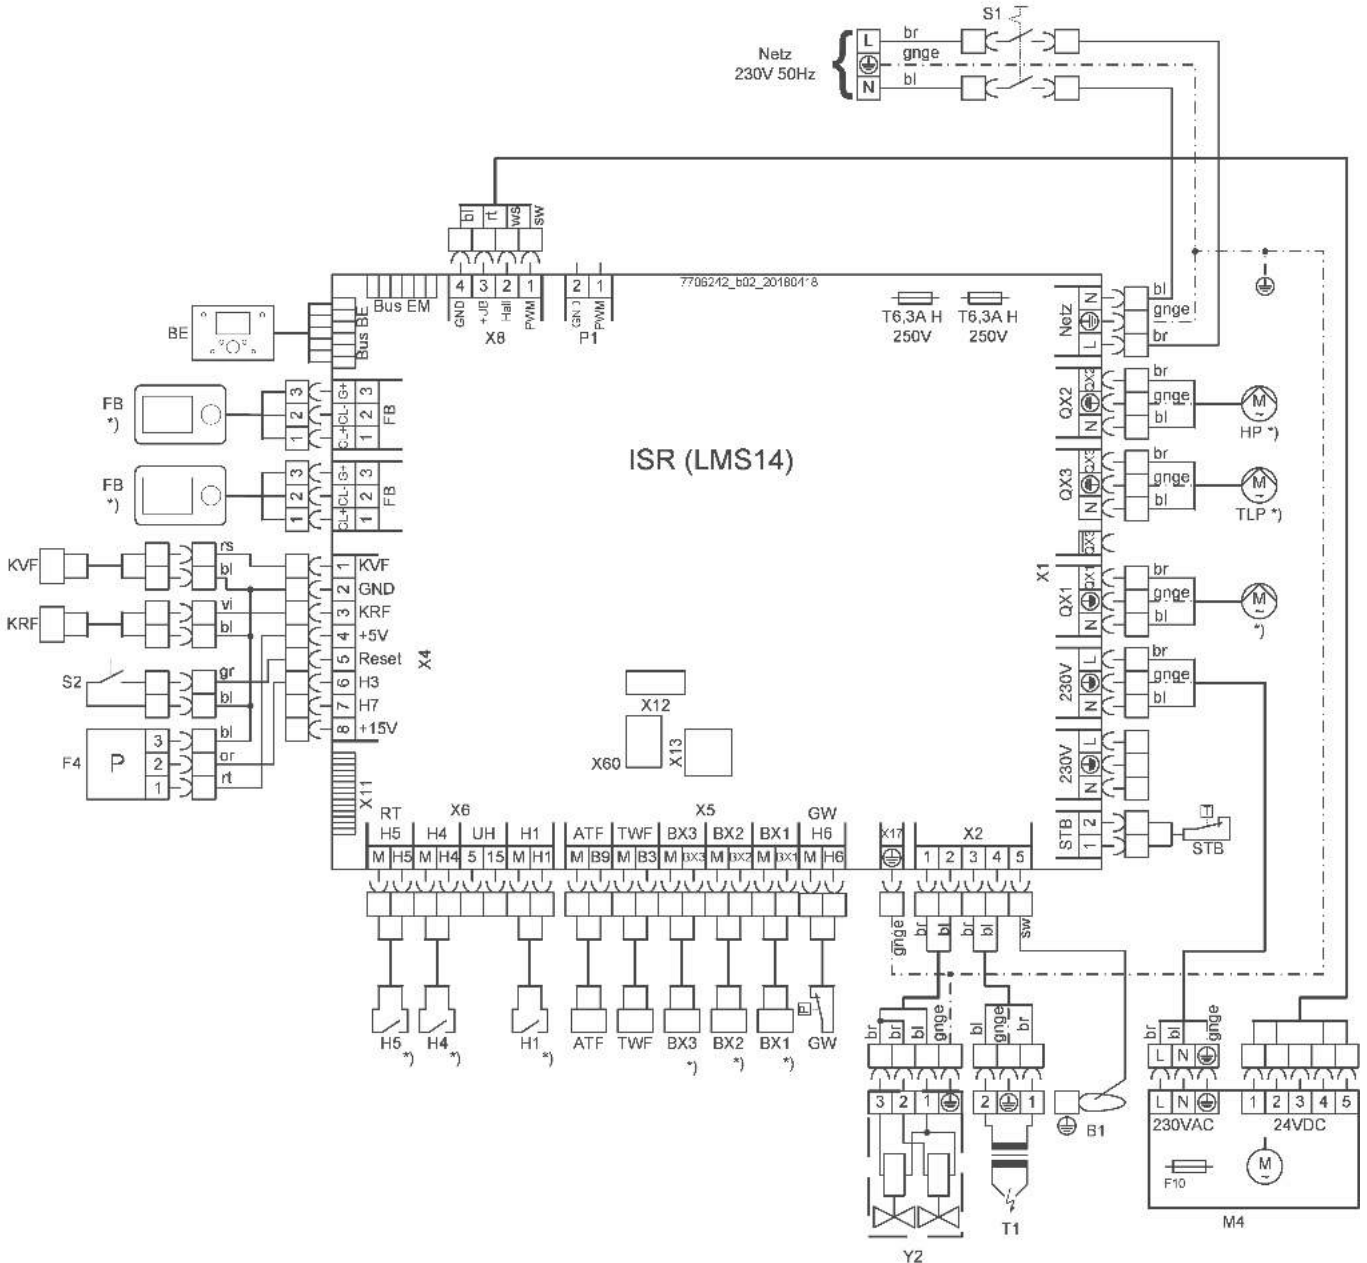 S1
L
br
gnge
N
bl
Netz
230V 50Hz
bl
rt
ws
sw
4
3
2
1
2
1
7706242_b02_20180418
GND
+UB
Hall
PWM
GND
PWM
X8
P1
Bus EM
Bus BE
BE
T6,3A H
250V
T6,3A H
250V
Netz
N
L
bl
gnge
br
FB
*)
3
2
1
G+
CL-
CL+
3
2
1
FB
FB
*)
3
2
1
G+
CL-
CL+
3
2
1
FB
ISR (LMS14)
QX2
QX2
N
br
gnge
bl
M
~
HP *)
QX3
QX3
N
br
gnge
bl
M
~
TLP *)
QX3
X1
QX1
QX1
N
br
gnge
bl
M
~
*)
230V
L
N
br
gnge
bl
230V
L
N
STB
2
1
T
STB
KVF
rs
bl
KRF
vi
bl
S2
gr
bl
F4
P
3
2
1
bl
or
rt
1 KVF
2 GND
3 KRF
4 +5V
5 Reset
6 H3
7 H7
8 +15V
X4
X12
X60
X13
X11
RT
X6
X5
GW
H5
H4
UH
H1
ATF
TWF
BX3
BX2
BX1
H6
X17
X2
M H5
M H4
5 15
M H1
M B9
M B3
M BX3
M BX2
M BX1
M H6
1 2 3 4 5
gnge
br
bl
br
bl
sw
P
H5
*)
H4
*)
H1
*)
ATF
TWF
BX3
*)
BX2
*)
BX1
*)
GW
br
bl
gnge
bl
gnge
br
br
bl
gnge
L N
3 2 1
2 1
B1
L N
1 2 3 4 5
230VAC
24VDC
F10
M
~
T1
M4
Y2